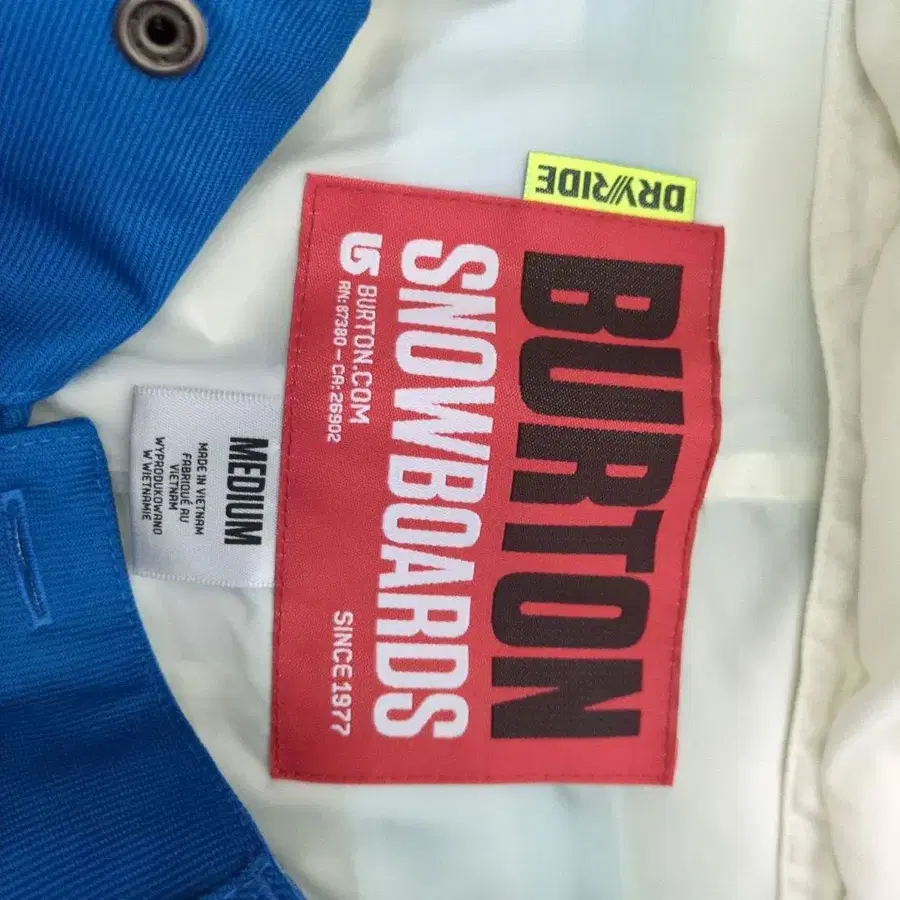 DRYRIDE
BURTON
SNOWBOARDS
BURTON.COM
SINCE 1977
RN: 67380 – CA: 26902
MEDIUM
MADE IN VIETNAM
FABRIQUÉ AU
VIETNAM
WYPRODUKOWANO
W WIETNAMIE